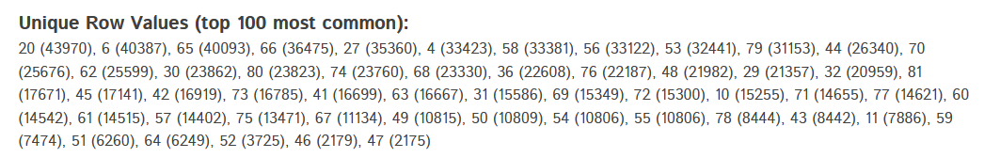 Unique Row Values (top 100 most common):
20 (43970), 6 (40387), 65 (40093), 66 (36475), 27 (35360), 4 (33423), 58 (33381), 56 (33122), 53 (32441), 79 (31153), 44 (26340), 70
(25676), 62 (25599), 30 (23862), 80 (23823), 74 (23760), 68 (23330), 36 (22608), 76 (22187), 48 (21982), 29 (21357), 32 (20959), 81
(17671), 45 (17141), 42 (16919), 73 (16785), 41 (16699), 63 (16667), 31 (15586), 69 (15349), 72 (15300), 10 (15255), 71 (14655), 77 (14621), 60
(14542), 61 (14515), 57 (14402), 75 (13471), 67 (11134), 49 (10815), 50 (10809), 54 (10806), 55 (10806), 78 (8444), 43 (8442), 11 (7886), 59
(7474), 51 (6260), 64 (6249), 52 (3725), 46 (2179), 47 (2175)